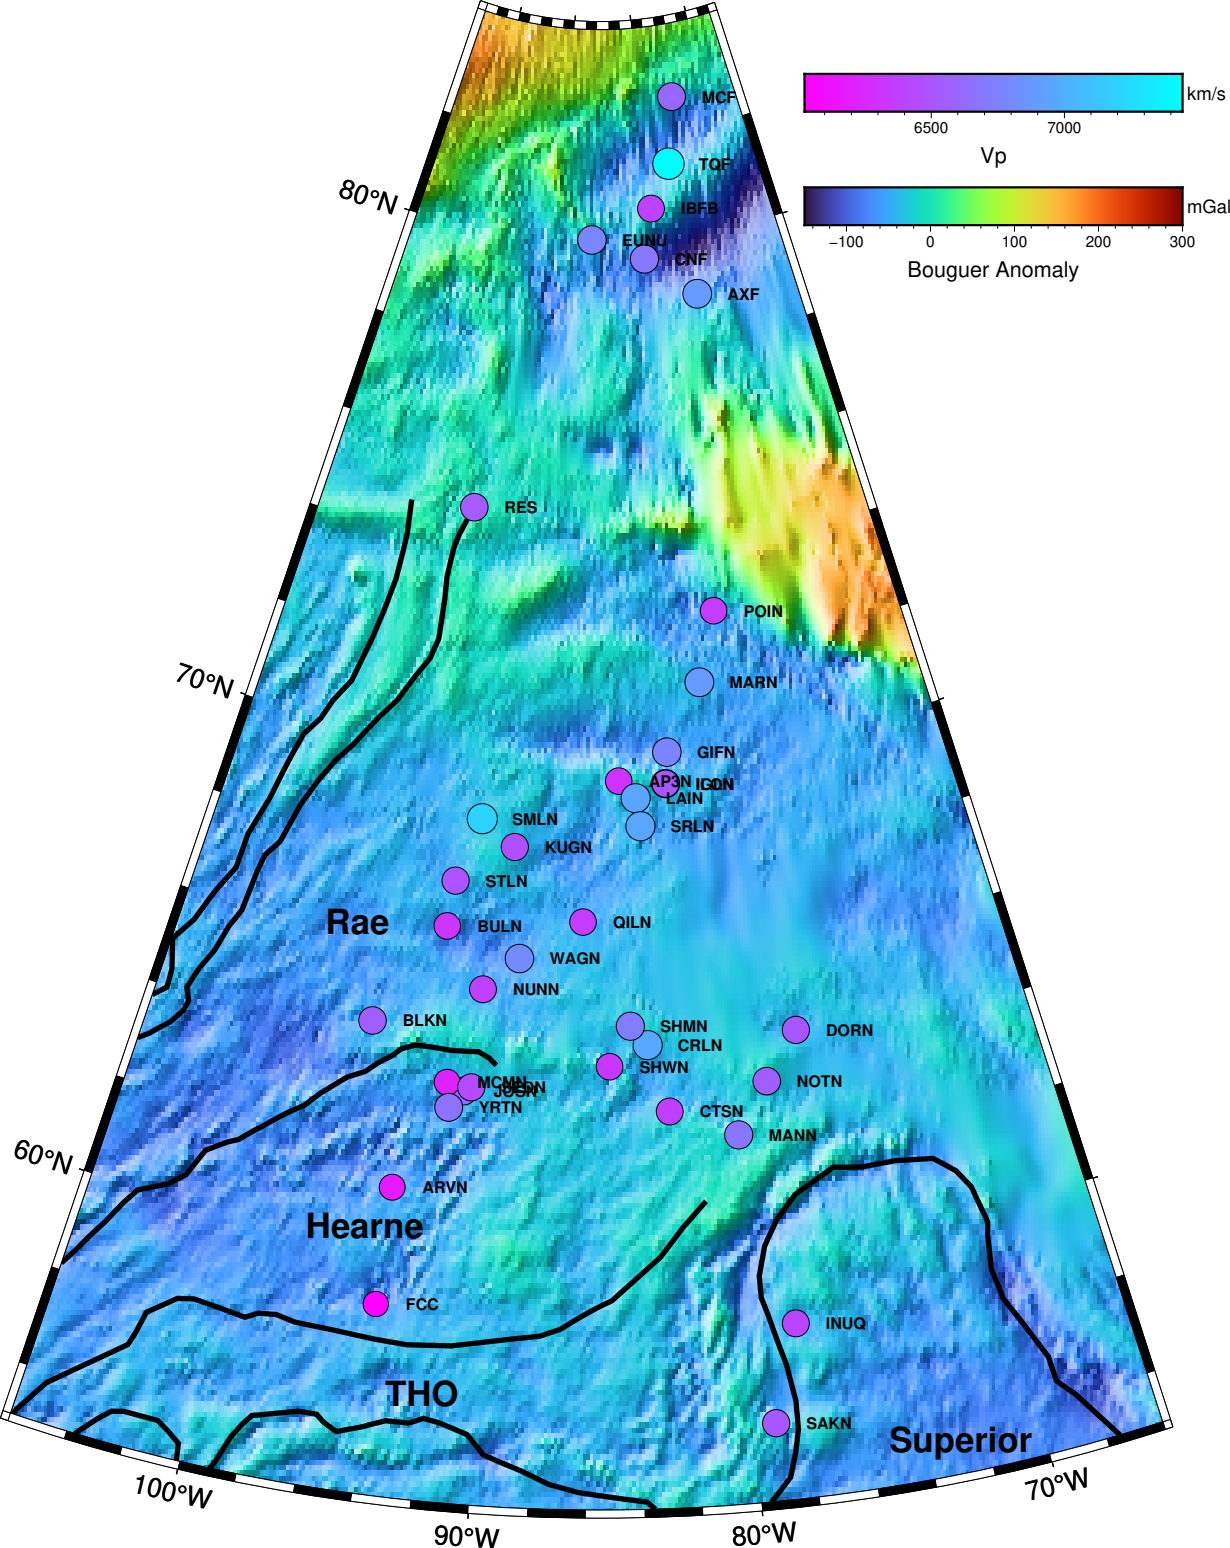 MCF
km/s
6500 7000
Vp
TQF
80°N
IBFB
mGal
−100 0 100 200 300
Bouguer Anomaly
EUNU
CNF
AXF
RES
POIN
70°N
MARN
GIFN
AP3N
LAIN
SMLN
SRLN
KUGN
STLN
Rae
BULN
QILN
WAGN
NUNN
BLKN
SHMN
DORN
CRLN
SHWN
MCMN
NOTN
YRTN
CTSN
MANN
60°N
ARVN
Hearne
FCC
INUQ
THO
SAKN
Superior
100°W
70°W
90°W
80°W